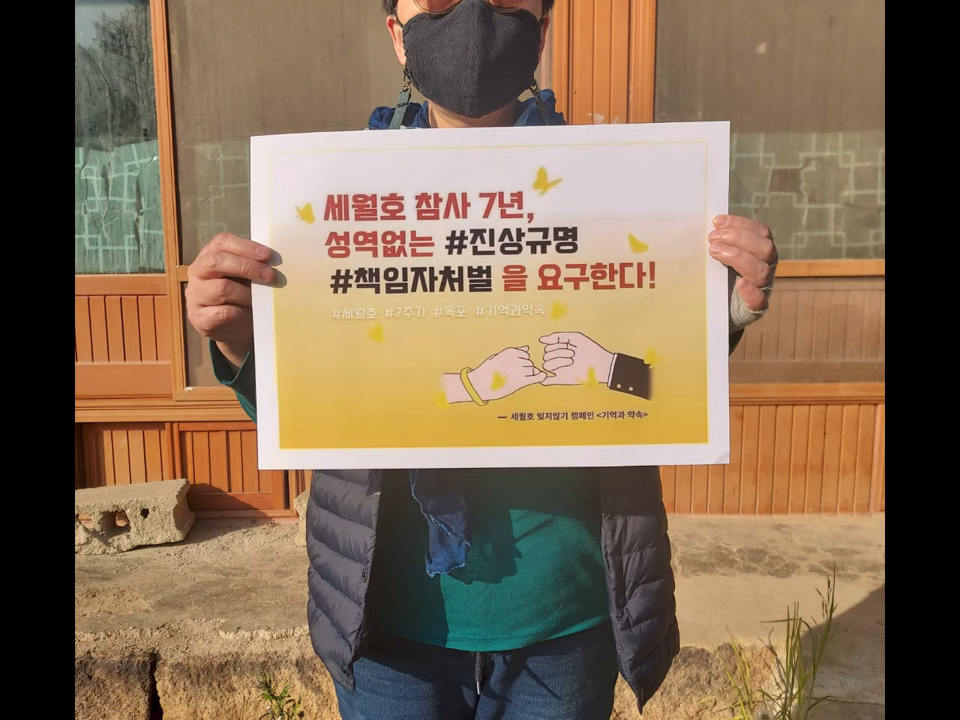 세월호 참사 7년,
성역없는 #진상규명
#책임자처벌 을 요구한다!
#세월호 #7주기 #목포 #기억과약속
— 세월호 잊지않기 캠페인 <기억과 약속>